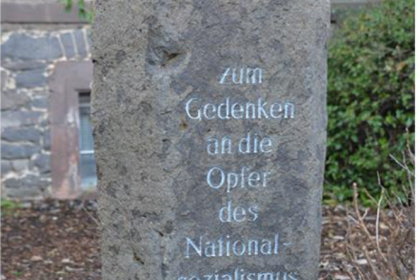 zum
Gedenken
an die
Opfer
des
National-
sozialismus